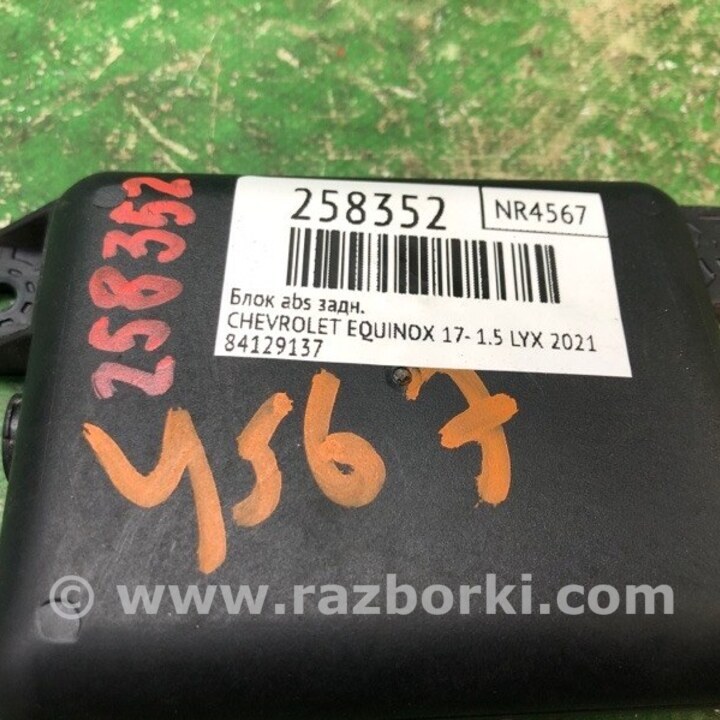 258352
258352
NR4567
Блок abs задн.
CHEVROLET EQUINOX 17- 1.5 LYX 2021
84129137
4567
© www.razborki.com